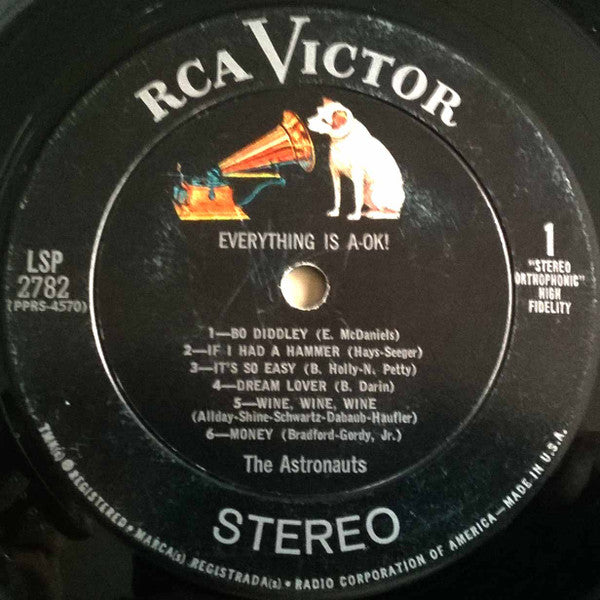 RCA VICTOR
EVERYTHING IS A-OK!
LSP
2782
(PPRS-4570)
1
"STEREO
ORTHOPHONIC"
HIGH
FIDELITY
1—BO DIDDLEY (E. McDaniels)
2—IF I HAD A HAMMER (Hays-Seeger)
3—IT'S SO EASY (B. Holly-N. Petty)
4—DREAM LOVER (B. Darin)
5—WINE, WINE, WINE
(Allday-Shine-Schwartz-Dabaub-Haufler)
6—MONEY (Bradford-Gordy, Jr.)
The Astronauts
STEREO
TMK(s) ® REGISTERED • MARCA(s) REGISTRADA(s) • RADIO CORPORATION OF AMERICA—MADE IN U.S.A.